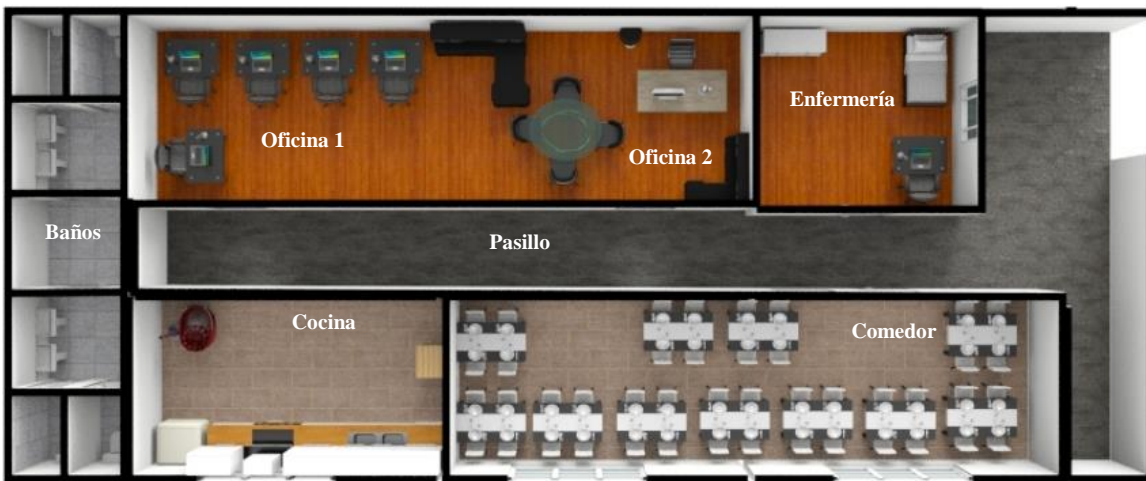 Enfermería
Oficina 1
Oficina 2
Baños
Pasillo
Cocina
Comedor